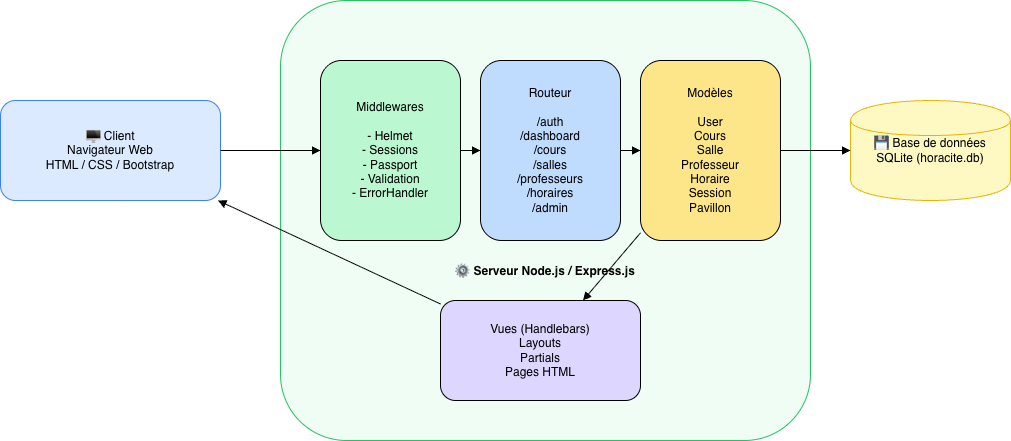 🖥️ Client
Navigateur Web
HTML / CSS / Bootstrap
Middlewares
- Helmet
- Sessions
- Passport
- Validation
- ErrorHandler
Routeur
/auth
/dashboard
/cours
/salles
/professeurs
/horaires
/admin
Modèles
User
Cours
Salle
Professeur
Horaire
Session
Pavillon
💾 Base de données
SQLite (horacite.db)
⚙️ Serveur Node.js / Express.js
Vues (Handlebars)
Layouts
Partials
Pages HTML